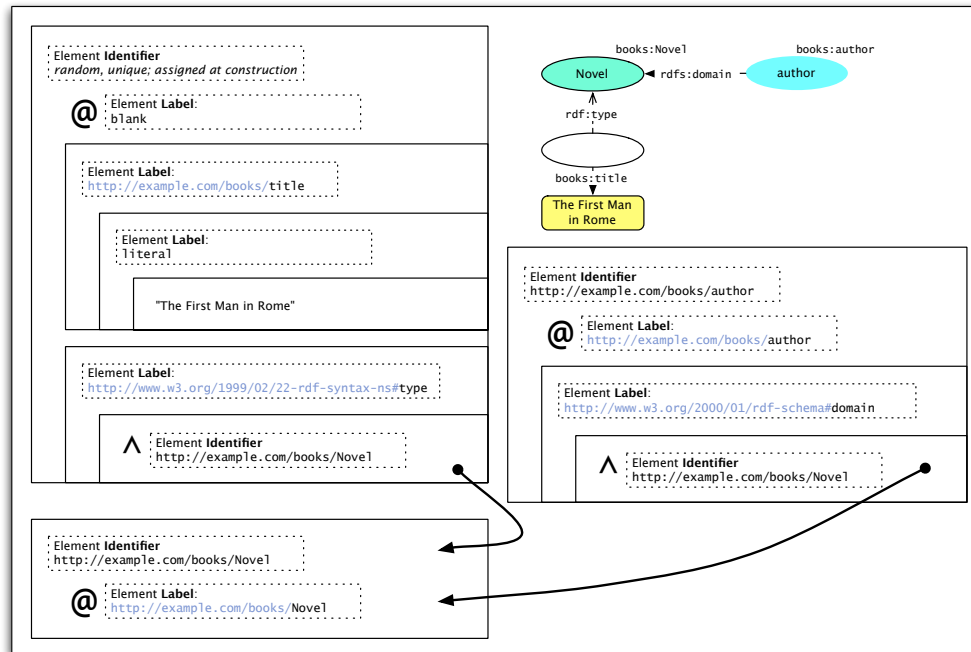 Element Identifier
random, unique; assigned at construction
@
Element Label:
blank
Element Label:
http://example.com/books/title
Element Label:
literal
"The First Man in Rome"
Element Label:
http://www.w3.org/1999/02/22-rdf-syntax-ns#type
^
Element Identifier
http://example.com/books/Novel
books:Novel
books:author
Novel
rdfs:domain
author
rdf:type
books:title
The First Man
in Rome
Element Identifier
http://example.com/books/author
@
Element Label:
http://example.com/books/author
Element Label:
http://www.w3.org/2000/01/rdf-schema#domain
^
Element Identifier
http://example.com/books/Novel
Element Identifier
http://example.com/books/Novel
@
Element Label:
http://example.com/books/Novel